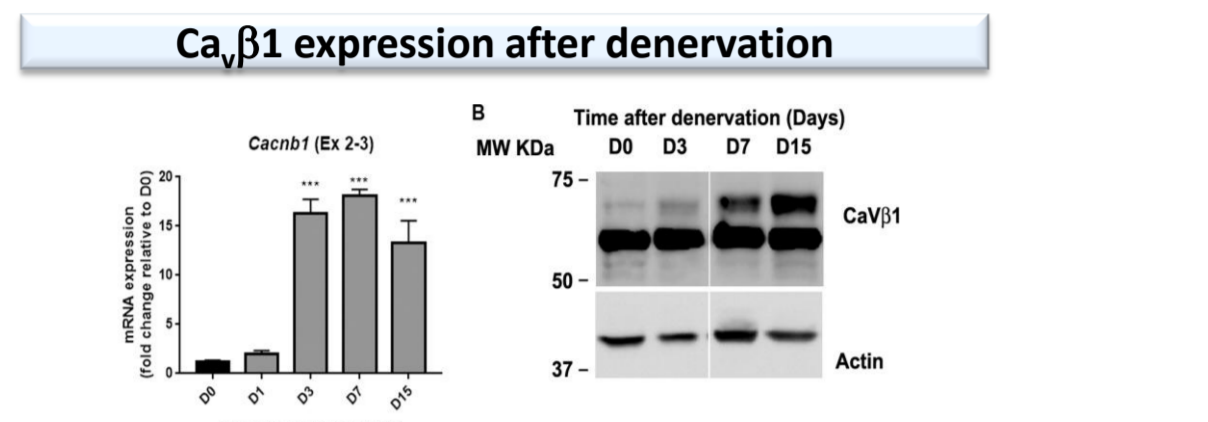 Caᵥβ1 expression after denervation
Cacnb1 (Ex 2-3)
mRNA expression
(fold change relative to D0)
20
15
10
5
0
***
***
***
D0
D1
D3
D7
D15
B
Time after denervation (Days)
MW KDa D0 D3 D7 D15
75
CaVβ1
50
Actin
37